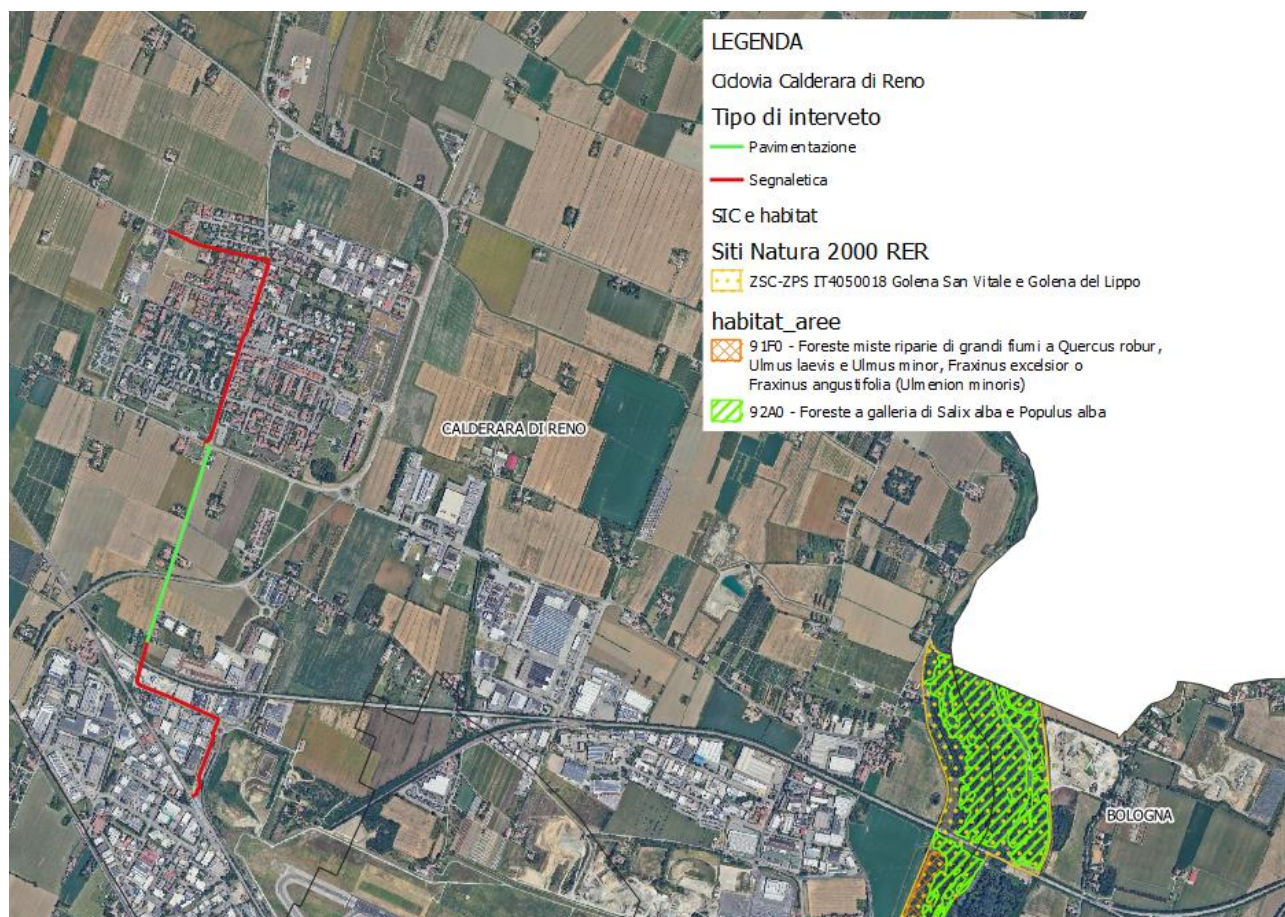 LEGENDA
Ciclovia Calderara di Reno
Tipo di interveto
Pavimentazione
Segnaletica
SIC e habitat
Siti Natura 2000 RER
ZSC-ZPS IT4050018 Golena San Vitale e Golena del Lippo
habitat_aree
91F0 - Foreste miste riparie di grandi fiumi a Quercus robur,
Ulmus laevis e Ulmus minor, Fraxinus excelsior o
Fraxinus angustifolia (Ulmenion minoris)
92A0 - Foreste a galleria di Salix alba e Populus alba
CALDERARA DI RENO
BOLOGNA